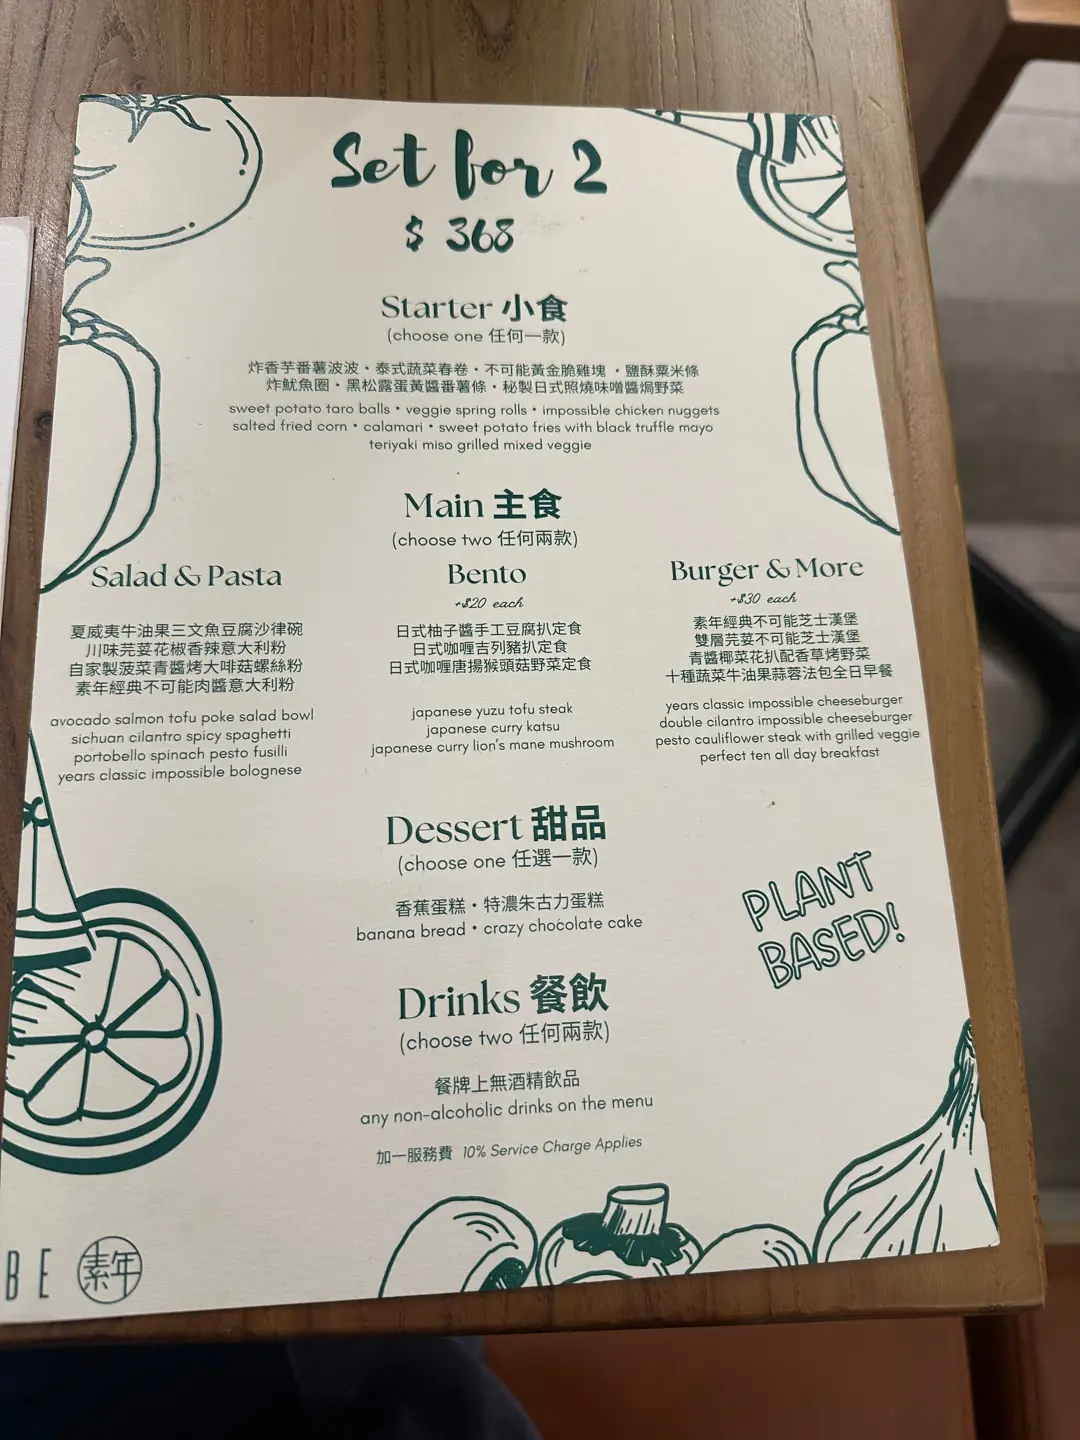 Set for 2
$ 368
Starter 小食
(choose one 任何一款)
炸香芋番薯波波・泰式蔬菜春卷・不可能黃金脆雞塊・鹽酥粟米條
炸魷魚圈・黑松露蛋黃醬番薯條・秘製日式照燒味噌醬焗野菜
sweet potato taro balls • veggie spring rolls • impossible chicken nuggets
salted fried corn • calamari • sweet potato fries with black truffle mayo
teriyaki miso grilled mixed veggie
Main 主食
(choose two 任何兩款)
Salad & Pasta
夏威夷牛油果三文魚豆腐沙律碗
川味芫荽花椒香辣意大利粉
自家製菠菜青醬烤大啡菇螺絲粉
素年經典不可能肉醬意大利粉
avocado salmon tofu poke salad bowl
sichuan cilantro spicy spaghetti
portobello spinach pesto fusilli
years classic impossible bolognese
Bento
+$20 each
日式柚子醬手工豆腐扒定食
日式咖喱吉列豬扒定食
日式咖喱唐揚猴頭菇野菜定食
japanese yuzu tofu steak
japanese curry katsu
japanese curry lion's mane mushroom
Burger & More
+$30 each
素年經典不可能芝士漢堡
雙層芫荽不可能芝士漢堡
青醬椰菜花扒配香草烤野菜
十種蔬菜牛油果蒜蓉法包全日早餐
years classic impossible cheeseburger
double cilantro impossible cheeseburger
pesto cauliflower steak with grilled veggie
perfect ten all day breakfast
Dessert 甜品
(choose one 任選一款)
香蕉蛋糕・特濃朱古力蛋糕
banana bread • crazy chocolate cake
PLANT
BASED!
Drinks 餐飲
(choose two 任何兩款)
餐牌上無酒精飲品
any non-alcoholic drinks on the menu
加一服務費 10% Service Charge Applies
BE 素年